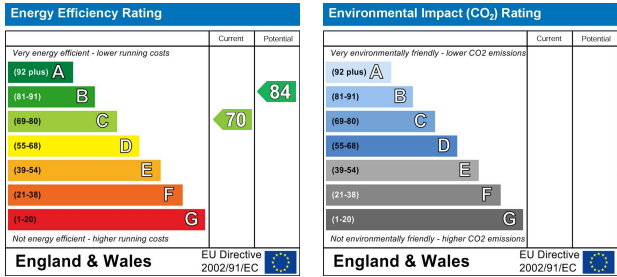 Energy Efficiency Rating
Current Potential
Very energy efficient - lower running costs
(92 plus) A
(81-91) B
84
(69-80) C
70
(55-68) D
(39-54) E
(21-38) F
(1-20) G
Not energy efficient - higher running costs
England & Wales
EU Directive
2002/91/EC
Environmental Impact (CO₂) Rating
Current Potential
Very environmentally friendly - lower CO2 emissions
(92 plus) A
(81-91) B
(69-80) C
(55-68) D
(39-54) E
(21-38) F
(1-20) G
Not environmentally friendly - higher CO2 emissions
England & Wales
EU Directive
2002/91/EC